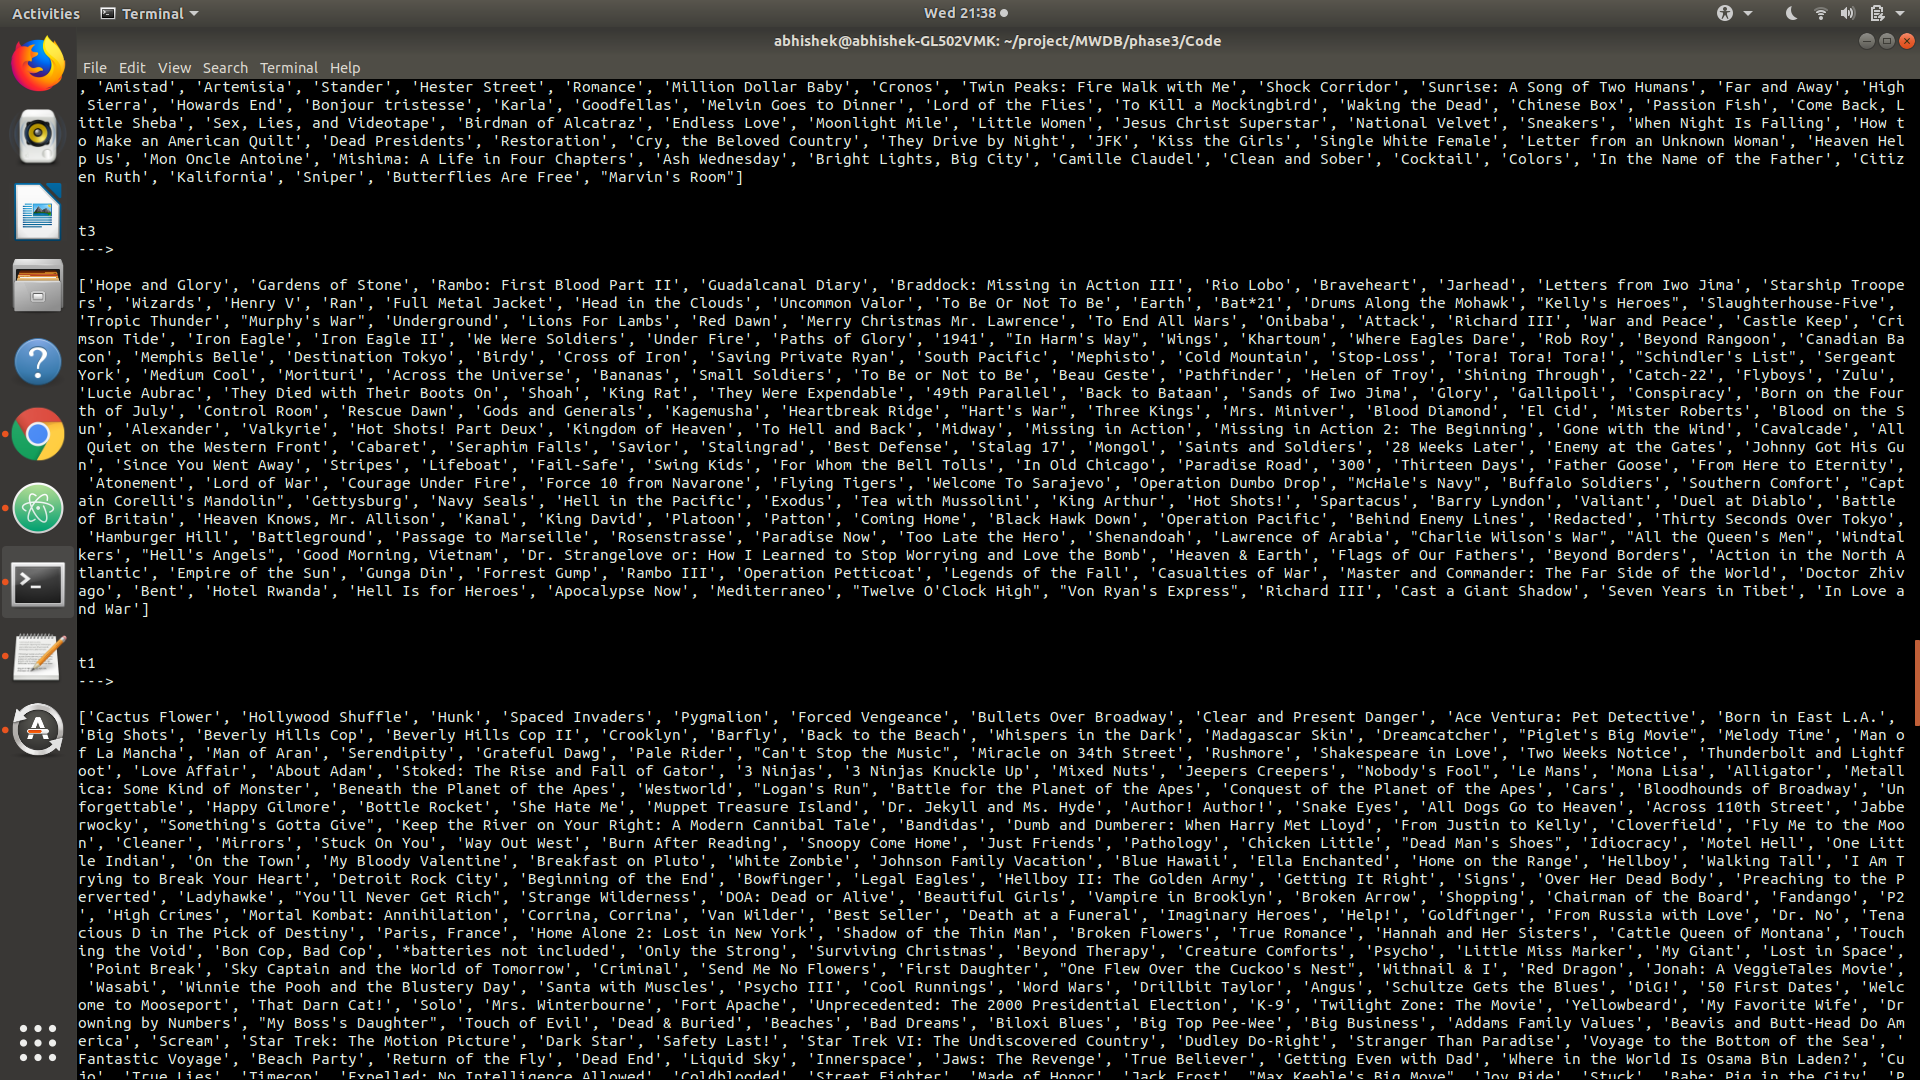 Activities Terminal Wed 21:38
abhishek@abhishek-GL502VMK: ~/project/MWDB/phase3/Code
File Edit View Search Terminal Help
, 'Amistad', 'Artemisia', 'Stander', 'Hester Street', 'Romance', 'Million Dollar Baby', 'Cronos', 'Twin Peaks: Fire Walk with Me', 'Shock Corridor', 'Sunrise: A Song of Two Humans', 'Far and Away', 'High
 Sierra', 'Howards End', 'Bonjour tristesse', 'Karla', 'Goodfellas', 'Melvin Goes to Dinner', 'Lord of the Flies', 'To Kill a Mockingbird', 'Waking the Dead', 'Chinese Box', 'Passion Fish', 'Come Back, L
ittle Sheba', 'Sex, Lies, and Videotape', 'Birdman of Alcatraz', 'Endless Love', 'Moonlight Mile', 'Little Women', 'Jesus Christ Superstar', 'National Velvet', 'Sneakers', 'When Night Is Falling', 'How t
o Make an American Quilt', 'Dead Presidents', 'Restoration', 'Cry, the Beloved Country', 'They Drive by Night', 'JFK', 'Kiss the Girls', 'Single White Female', 'Letter from an Unknown Woman', 'Heaven Hel
p Us', 'Mon Oncle Antoine', 'Mishima: A Life in Four Chapters', 'Ash Wednesday', 'Bright Lights, Big City', 'Camille Claudel', 'Clean and Sober', 'Cocktail', 'Colors', 'In the Name of the Father', 'Citiz
en Ruth', 'Kalifornia', 'Sniper', 'Butterflies Are Free', "Marvin's Room"]
t3
--->
['Hope and Glory', 'Gardens of Stone', 'Rambo: First Blood Part II', 'Guadalcanal Diary', 'Braddock: Missing in Action III', 'Rio Lobo', 'Braveheart', 'Jarhead', 'Letters from Iwo Jima', 'Starship Troope
rs', 'Wizards', 'Henry V', 'Ran', 'Full Metal Jacket', 'Head in the Clouds', 'Uncommon Valor', 'To Be Or Not To Be', 'Earth', 'Bat*21', 'Drums Along the Mohawk', "Kelly's Heroes", 'Slaughterhouse-Five',
'Tropic Thunder', "Murphy's War", 'Underground', 'Lions For Lambs', 'Red Dawn', 'Merry Christmas Mr. Lawrence', 'To End All Wars', 'Onibaba', 'Attack', 'Richard III', 'War and Peace', 'Castle Keep', 'Cri
mson Tide', 'Iron Eagle', 'Iron Eagle II', 'We Were Soldiers', 'Under Fire', 'Paths of Glory', '1941', "In Harm's Way", 'Wings', 'Khartoum', 'Where Eagles Dare', 'Rob Roy', 'Beyond Rangoon', 'Canadian Ba
con', 'Memphis Belle', 'Destination Tokyo', 'Birdy', 'Cross of Iron', 'Saving Private Ryan', 'South Pacific', 'Mephisto', 'Cold Mountain', 'Stop-Loss', 'Tora! Tora! Tora!', "Schindler's List", 'Sergeant
York', 'Medium Cool', 'Morituri', 'Across the Universe', 'Bananas', 'Small Soldiers', 'To Be or Not to Be', 'Beau Geste', 'Pathfinder', 'Helen of Troy', 'Shining Through', 'Catch-22', 'Flyboys', 'Zulu',
'Lucie Aubrac', 'They Died with Their Boots On', 'Shoah', 'King Rat', 'They Were Expendable', '49th Parallel', 'Back to Bataan', 'Sands of Iwo Jima', 'Glory', 'Gallipoli', 'Conspiracy', 'Born on the Four
th of July', 'Control Room', 'Rescue Dawn', 'Gods and Generals', 'Kagemusha', 'Heartbreak Ridge', "Hart's War", 'Three Kings', 'Mrs. Miniver', 'Blood Diamond', 'El Cid', 'Mister Roberts', 'Blood on the S
un', 'Alexander', 'Valkyrie', 'Hot Shots! Part Deux', 'Kingdom of Heaven', 'To Hell and Back', 'Midway', 'Missing in Action', 'Missing in Action 2: The Beginning', 'Gone with the Wind', 'Cavalcade', 'All
 Quiet on the Western Front', 'Cabaret', 'Seraphim Falls', 'Savior', 'Stalingrad', 'Best Defense', 'Stalag 17', 'Mongol', 'Saints and Soldiers', '28 Weeks Later', 'Enemy at the Gates', 'Johnny Got His Gu
n', 'Since You Went Away', 'Stripes', 'Lifeboat', 'Fail-Safe', 'Swing Kids', 'For Whom the Bell Tolls', 'In Old Chicago', 'Paradise Road', '300', 'Thirteen Days', 'Father Goose', 'From Here to Eternity',
 'Atonement', 'Lord of War', 'Courage Under Fire', 'Force 10 from Navarone', 'Flying Tigers', 'Welcome To Sarajevo', 'Operation Dumbo Drop', "McHale's Navy", 'Buffalo Soldiers', 'Southern Comfort', "Capt
ain Corelli's Mandolin", 'Gettysburg', 'Navy Seals', 'Hell in the Pacific', 'Exodus', 'Tea with Mussolini', 'King Arthur', 'Hot Shots!', 'Spartacus', 'Barry Lyndon', 'Valiant', 'Duel at Diablo', 'Battle
of Britain', 'Heaven Knows, Mr. Allison', 'Kanal', 'King David', 'Platoon', 'Patton', 'Coming Home', 'Black Hawk Down', 'Operation Pacific', 'Behind Enemy Lines', 'Redacted', 'Thirty Seconds Over Tokyo',
 'Hamburger Hill', 'Battleground', 'Passage to Marseille', 'Rosenstrasse', 'Paradise Now', 'Too Late the Hero', 'Shenandoah', 'Lawrence of Arabia', "Charlie Wilson's War", "All the Queen's Men", 'Windtal
kers', "Hell's Angels", 'Good Morning, Vietnam', 'Dr. Strangelove or: How I Learned to Stop Worrying and Love the Bomb', 'Heaven & Earth', 'Flags of Our Fathers', 'Beyond Borders', 'Action in the North A
tlantic', 'Empire of the Sun', 'Gunga Din', 'Forrest Gump', 'Rambo III', 'Operation Petticoat', 'Legends of the Fall', 'Casualties of War', 'Master and Commander: The Far Side of the World', 'Doctor Zhiv
ago', 'Bent', 'Hotel Rwanda', 'Hell Is for Heroes', 'Apocalypse Now', 'Mediterraneo', "Twelve O'Clock High", "Von Ryan's Express", 'Richard III', 'Cast a Giant Shadow', 'Seven Years in Tibet', 'In Love a
nd War']
t1
--->
['Cactus Flower', 'Hollywood Shuffle', 'Hunk', 'Spaced Invaders', 'Pygmalion', 'Forced Vengeance', 'Bullets Over Broadway', 'Clear and Present Danger', 'Ace Ventura: Pet Detective', 'Born in East L.A.',
'Big Shots', 'Beverly Hills Cop', 'Beverly Hills Cop II', 'Crooklyn', 'Barfly', 'Back to the Beach', 'Whispers in the Dark', 'Madagascar Skin', 'Dreamcatcher', "Piglet's Big Movie", 'Melody Time', 'Man o
f La Mancha', 'Man of Aran', 'Serendipity', 'Grateful Dawg', 'Pale Rider', "Can't Stop the Music", 'Miracle on 34th Street', 'Rushmore', 'Shakespeare in Love', 'Two Weeks Notice', 'Thunderbolt and Lightf
oot', 'Love Affair', 'About Adam', 'Stoked: The Rise and Fall of Gator', '3 Ninjas', '3 Ninjas Knuckle Up', 'Mixed Nuts', 'Jeepers Creepers', "Nobody's Fool", 'Le Mans', 'Mona Lisa', 'Alligator', 'Metall
ica: Some Kind of Monster', 'Beneath the Planet of the Apes', 'Westworld', "Logan's Run", 'Battle for the Planet of the Apes', 'Conquest of the Planet of the Apes', 'Cars', 'Bloodhounds of Broadway', 'Un
forgettable', 'Happy Gilmore', 'Bottle Rocket', 'She Hate Me', 'Muppet Treasure Island', 'Dr. Jekyll and Ms. Hyde', 'Author! Author!', 'Snake Eyes', 'All Dogs Go to Heaven', 'Across 110th Street', 'Jabbe
rwocky', "Something's Gotta Give", 'Keep the River on Your Right: A Modern Cannibal Tale', 'Bandidas', 'Dumb and Dumberer: When Harry Met Lloyd', 'From Justin to Kelly', 'Cloverfield', 'Fly Me to the Moo
n', 'Cleaner', 'Mirrors', 'Stuck On You', 'Way Out West', 'Burn After Reading', 'Snoopy Come Home', 'Just Friends', 'Pathology', 'Chicken Little', "Dead Man's Shoes", 'Idiocracy', 'Motel Hell', 'One Litt
le Indian', 'On the Town', 'My Bloody Valentine', 'Breakfast on Pluto', 'White Zombie', 'Johnson Family Vacation', 'Blue Hawaii', 'Ella Enchanted', 'Home on the Range', 'Hellboy', 'Walking Tall', 'I Am T
rying to Break Your Heart', 'Detroit Rock City', 'Beginning of the End', 'Bowfinger', 'Legal Eagles', 'Hellboy II: The Golden Army', 'Getting It Right', 'Signs', 'Over Her Dead Body', 'Preaching to the P
erverted', 'Ladyhawke', "You'll Never Get Rich", 'Strange Wilderness', 'DOA: Dead or Alive', 'Beautiful Girls', 'Vampire in Brooklyn', 'Broken Arrow', 'Shopping', 'Chairman of the Board', 'Fandango', 'P2
', 'High Crimes', 'Mortal Kombat: Annihilation', 'Corrina, Corrina', 'Van Wilder', 'Best Seller', 'Death at a Funeral', 'Imaginary Heroes', 'Help!', 'Goldfinger', 'From Russia with Love', 'Dr. No', 'Tena
cious D in The Pick of Destiny', 'Paris, France', 'Home Alone 2: Lost in New York', 'Shadow of the Thin Man', 'Broken Flowers', 'True Romance', 'Hannah and Her Sisters', 'Cattle Queen of Montana', 'Touch
ing the Void', 'Bon Cop, Bad Cop', '*batteries not included', 'Only the Strong', 'Surviving Christmas', 'Beyond Therapy', 'Creature Comforts', 'Psycho', 'Little Miss Marker', 'My Giant', 'Lost in Space',
 'Point Break', 'Sky Captain and the World of Tomorrow', 'Criminal', 'Send Me No Flowers', 'First Daughter', "One Flew Over the Cuckoo's Nest", 'Withnail & I', 'Red Dragon', 'Jonah: A VeggieTales Movie',
 'Wasabi', 'Winnie the Pooh and the Blustery Day', 'Santa with Muscles', 'Psycho III', 'Cool Runnings', 'Word Wars', 'Drillbit Taylor', 'Angus', 'Schultze Gets the Blues', 'DiG!', '50 First Dates', 'Welc
ome to Mooseport', 'That Darn Cat!', 'Solo', 'Mrs. Winterbourne', 'Fort Apache', 'Unprecedented: The 2000 Presidential Election', 'K-9', 'Twilight Zone: The Movie', 'Yellowbeard', 'My Favorite Wife', 'Dr
owning by Numbers', "My Boss's Daughter", 'Touch of Evil', 'Dead & Buried', 'Beaches', 'Bad Dreams', 'Biloxi Blues', 'Big Top Pee-Wee', 'Big Business', 'Addams Family Values', 'Beavis and Butt-Head Do Am
erica', 'Scream', 'Star Trek: The Motion Picture', 'Dark Star', 'Safety Last!', 'Star Trek VI: The Undiscovered Country', 'Dudley Do-Right', 'Stranger Than Paradise', 'Voyage to the Bottom of the Sea', '
Fantastic Voyage', 'Beach Party', 'Return of the Fly', 'Dead End', 'Liquid Sky', 'Innerspace', 'Jaws: The Revenge', 'True Believer', 'Getting Even with Dad', 'Where in the World Is Osama Bin Laden?', 'Cu
jo', 'True Lies', 'Timecop', 'Expelled: No Intelligence Allowed', 'Coldblooded', 'Street Fighter', 'Made of Honor', 'Jack Frost', "Max Keeble's Big Move", 'Joy Ride', 'Stuck', 'Babe: Pig in the City', 'P